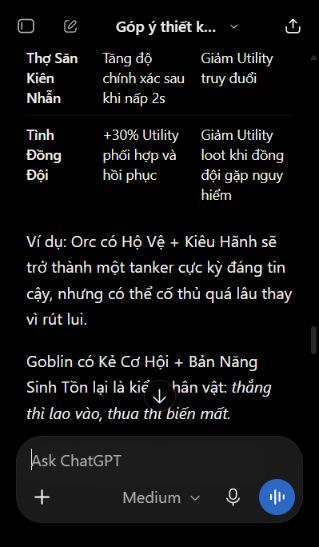 Góp ý thiết k...
Thợ Săn Tăng độ Giảm Utility
Kiên chính xác sau truy đuổi
Nhẫn khi nấp 2s
Tình +30% Utility Giảm Utility
Đồng phối hợp và loot khi đồng
Đội hồi phục đội gặp nguy
hiểm
Ví dụ: Orc có Hộ Vệ + Kiêu Hãnh sẽ
trở thành một tanker cực kỳ đáng tin
cậy, nhưng có thể cố thủ quá lâu thay
vì rút lui.
Goblin có Kẻ Cơ Hội + Bản Năng
Sinh Tồn lại là nhân vật: thắng
thì lao vào, thua thì biến mất.
Ask ChatGPT
Medium